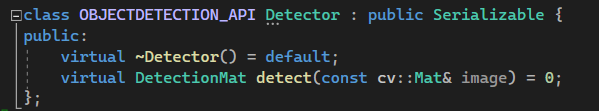 class OBJECTDETECTION_API Detector : public Serializable {
public:
    virtual ~Detector() = default;
    virtual DetectionMat detect(const cv::Mat& image) = 0;
};